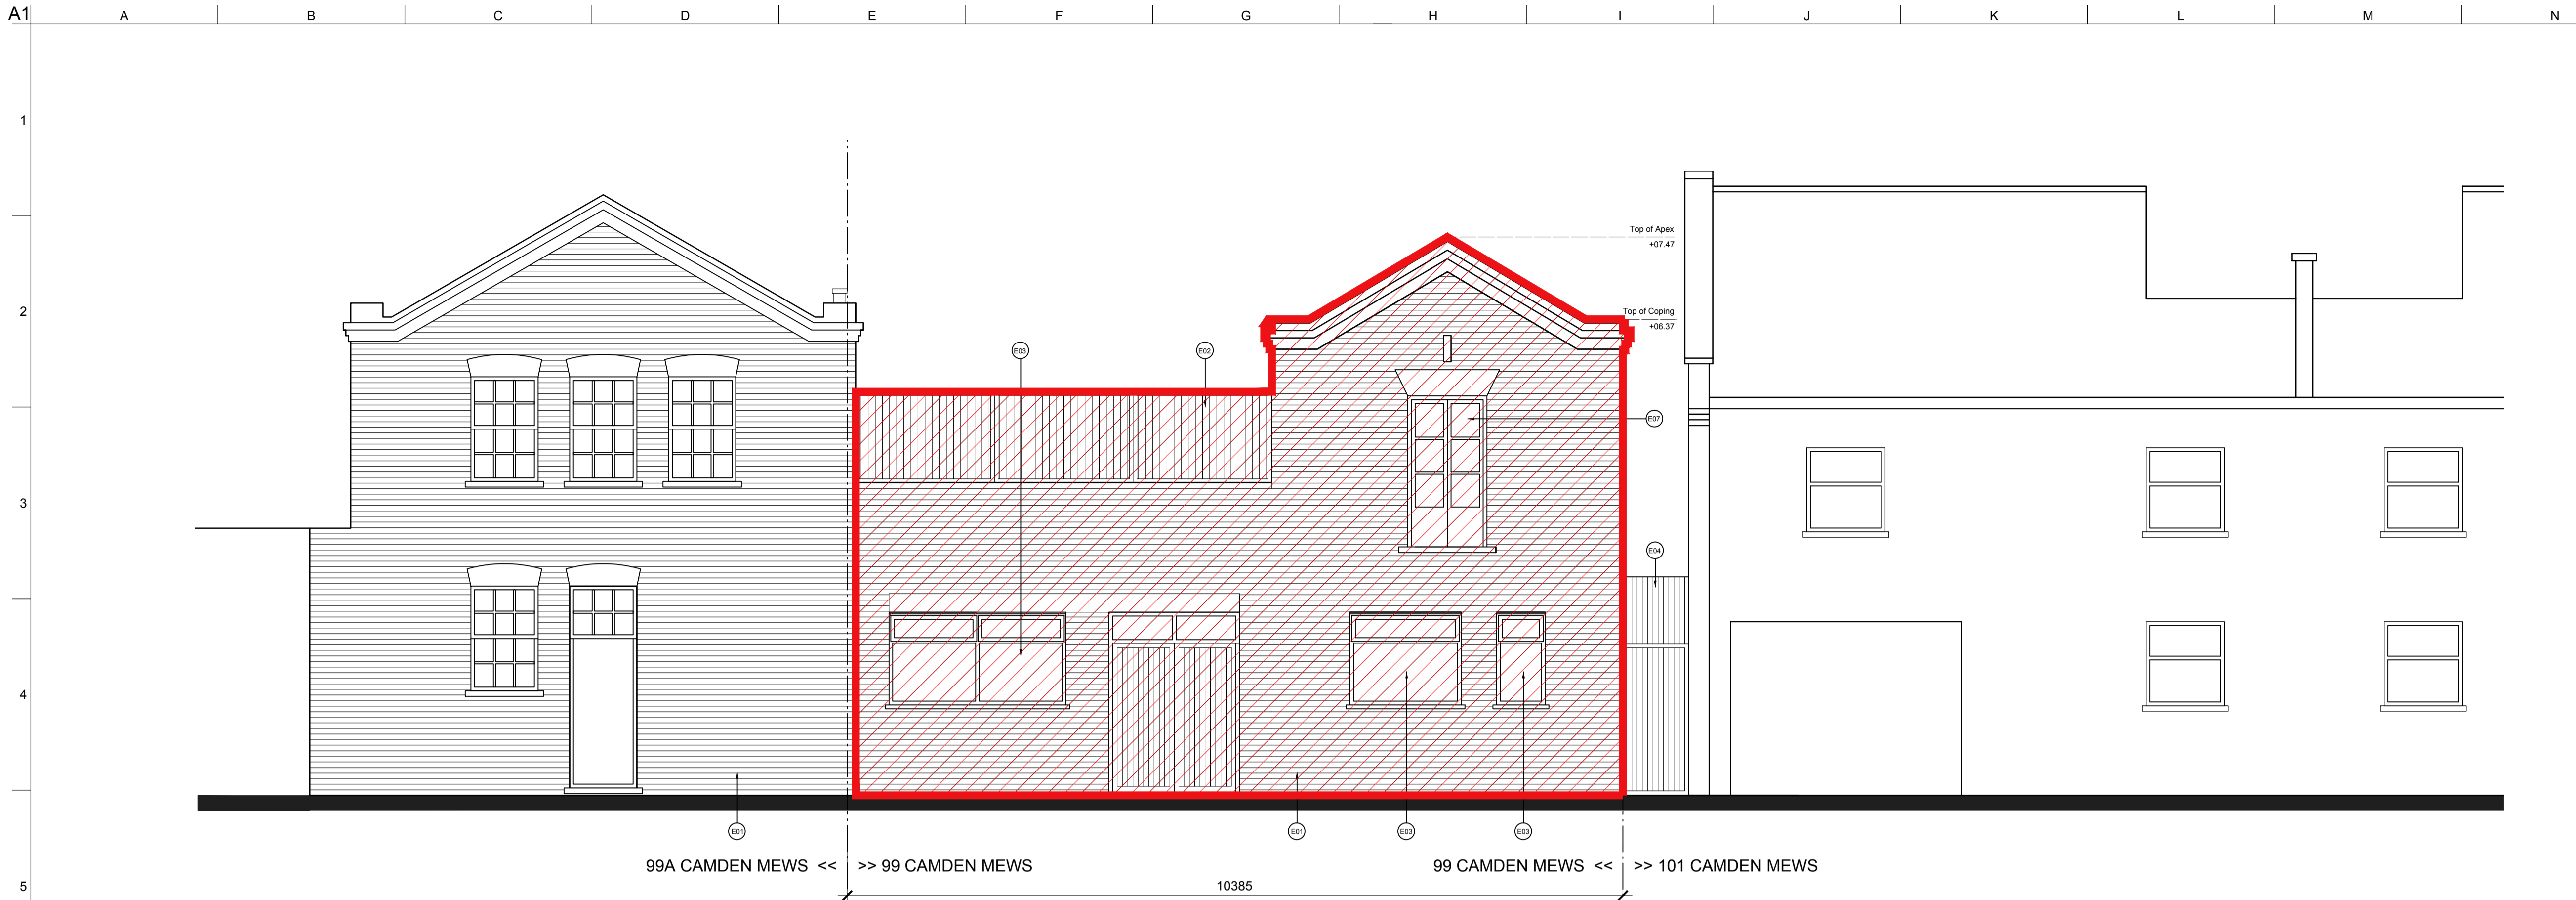 A1
A B C D E F G H I J K L M N
1
Top of Apex
+07.47
2
Top of Coping
+06.37
E03
E02
E07
3
E04
4
E01
E01
E03
E03
99A CAMDEN MEWS << >> 99 CAMDEN MEWS
99 CAMDEN MEWS << >> 101 CAMDEN MEWS
5
10385